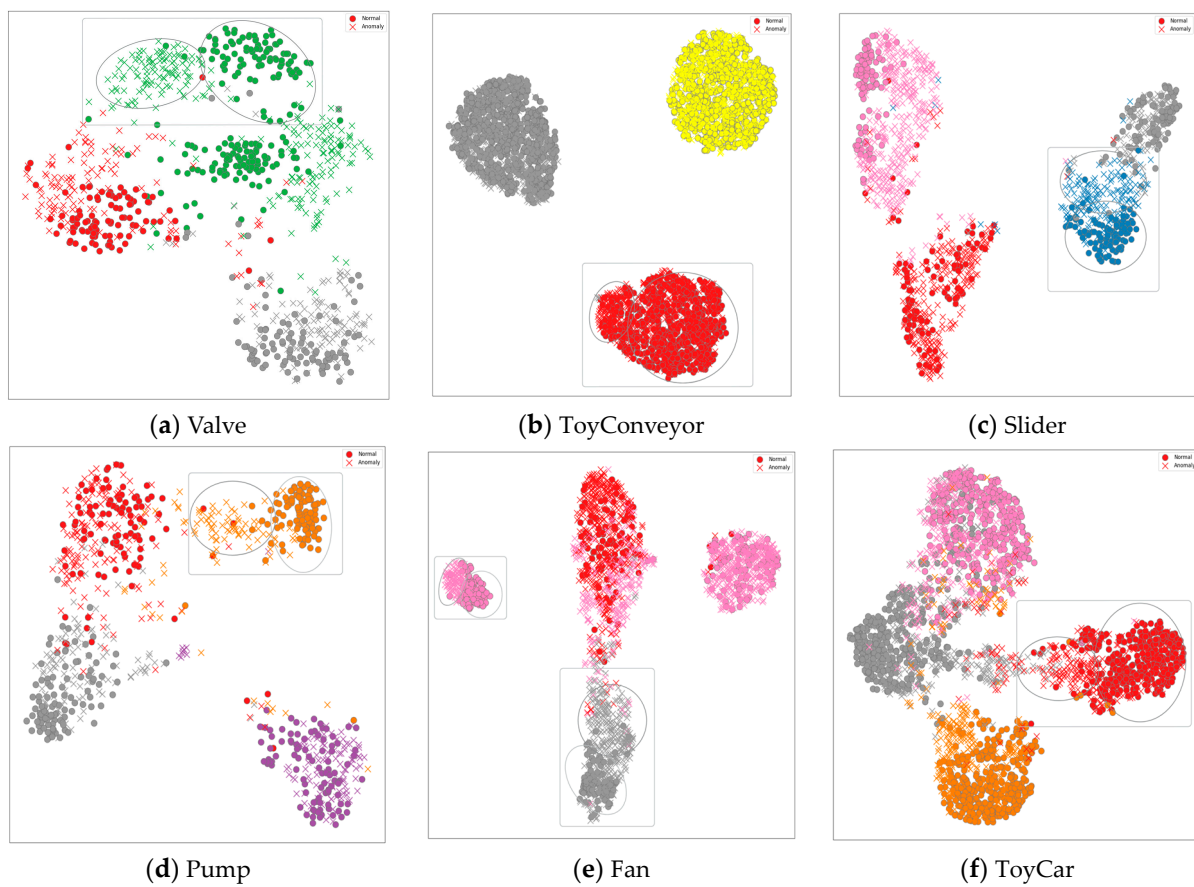 Normal
Anomaly
Normal
Anomaly
Normal
Anomaly
(a) Valve
(b) ToyConveyor
(c) Slider
Normal
Anomaly
Normal
Anomaly
Normal
Anomaly
(d) Pump
(e) Fan
(f) ToyCar